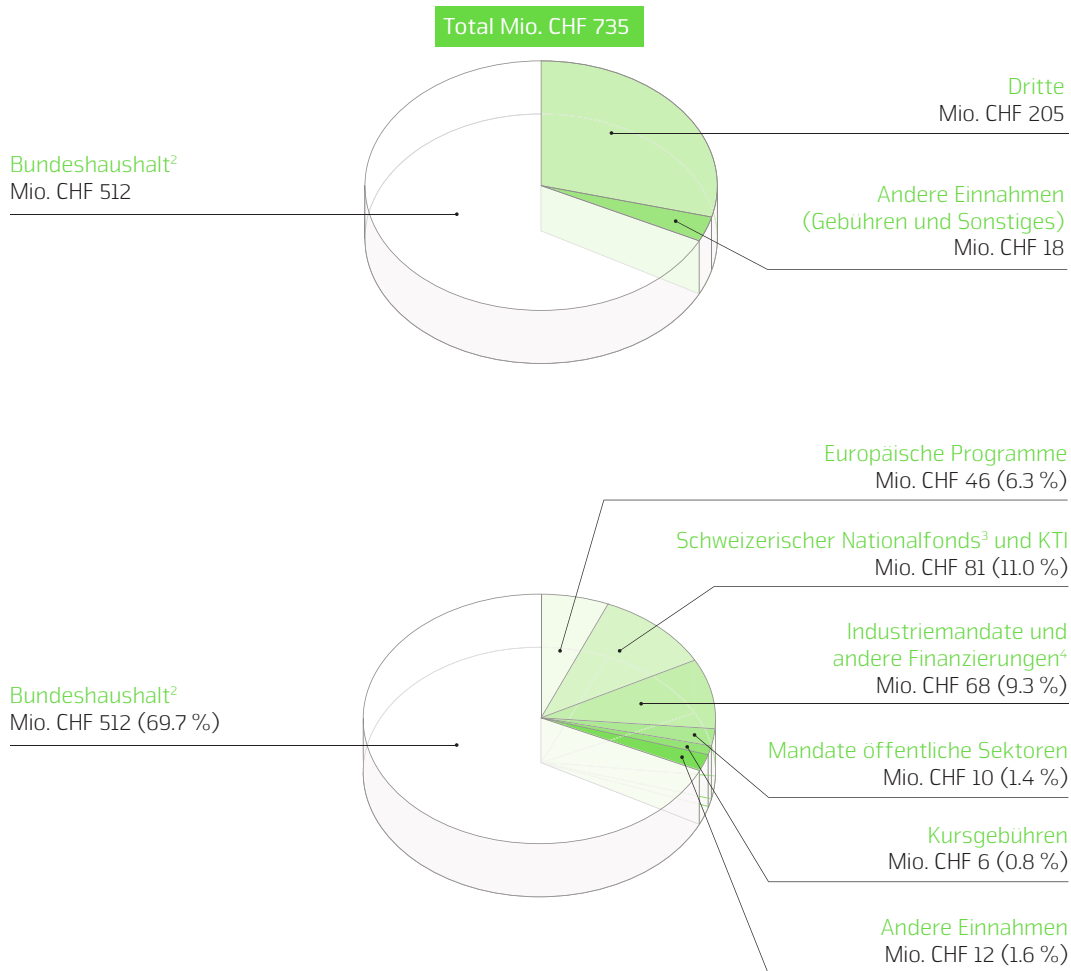 Total Mio. CHF 735
Dritte
Mio. CHF 205
Bundeshaushalt²
Mio. CHF 512
Andere Einnahmen
(Gebühren und Sonstiges)
Mio. CHF 18
Europäische Programme
Mio. CHF 46 (6.3 %)
Schweizerischer Nationalfonds³ und KTI
Mio. CHF 81 (11.0 %)
Industriemandate und
andere Finanzierungen⁴
Mio. CHF 68 (9.3 %)
Bundeshaushalt²
Mio. CHF 512 (69.7 %)
Mandate öffentliche Sektoren
Mio. CHF 10 (1.4 %)
Kursgebühren
Mio. CHF 6 (0.8 %)
Andere Einnahmen
Mio. CHF 12 (1.6 %)